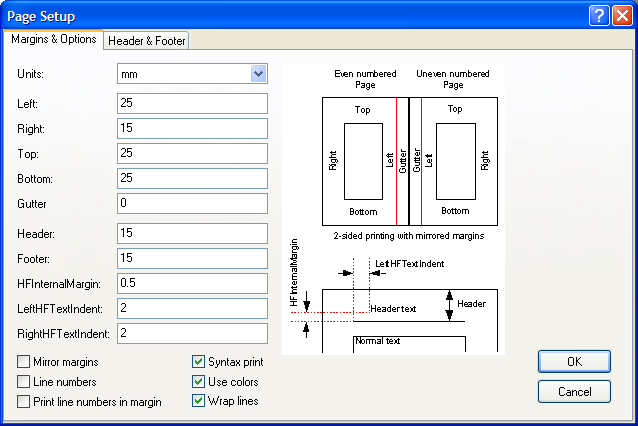 Page Setup
Margins & Options
Header & Footer
Units: mm
Left: 25
Right: 15
Top: 25
Bottom: 25
Gutter 0
Header: 15
Footer: 15
HFInternalMargin: 0.5
LeftHFTextIndent: 2
RightHFTextIndent: 2
Mirror margins
Line numbers
Print line numbers in margin
Syntax print
Use colors
Wrap lines
Even numbered
Page
Uneven numbered
Page
Top
Right
Left
Gutter
Bottom
Top
Gutter
Left
Right
Bottom
2-sided printing with mirrored margins
HFInternalMargin
LeftHFTextIndent
Header text
Header
Normal text
OK
Cancel